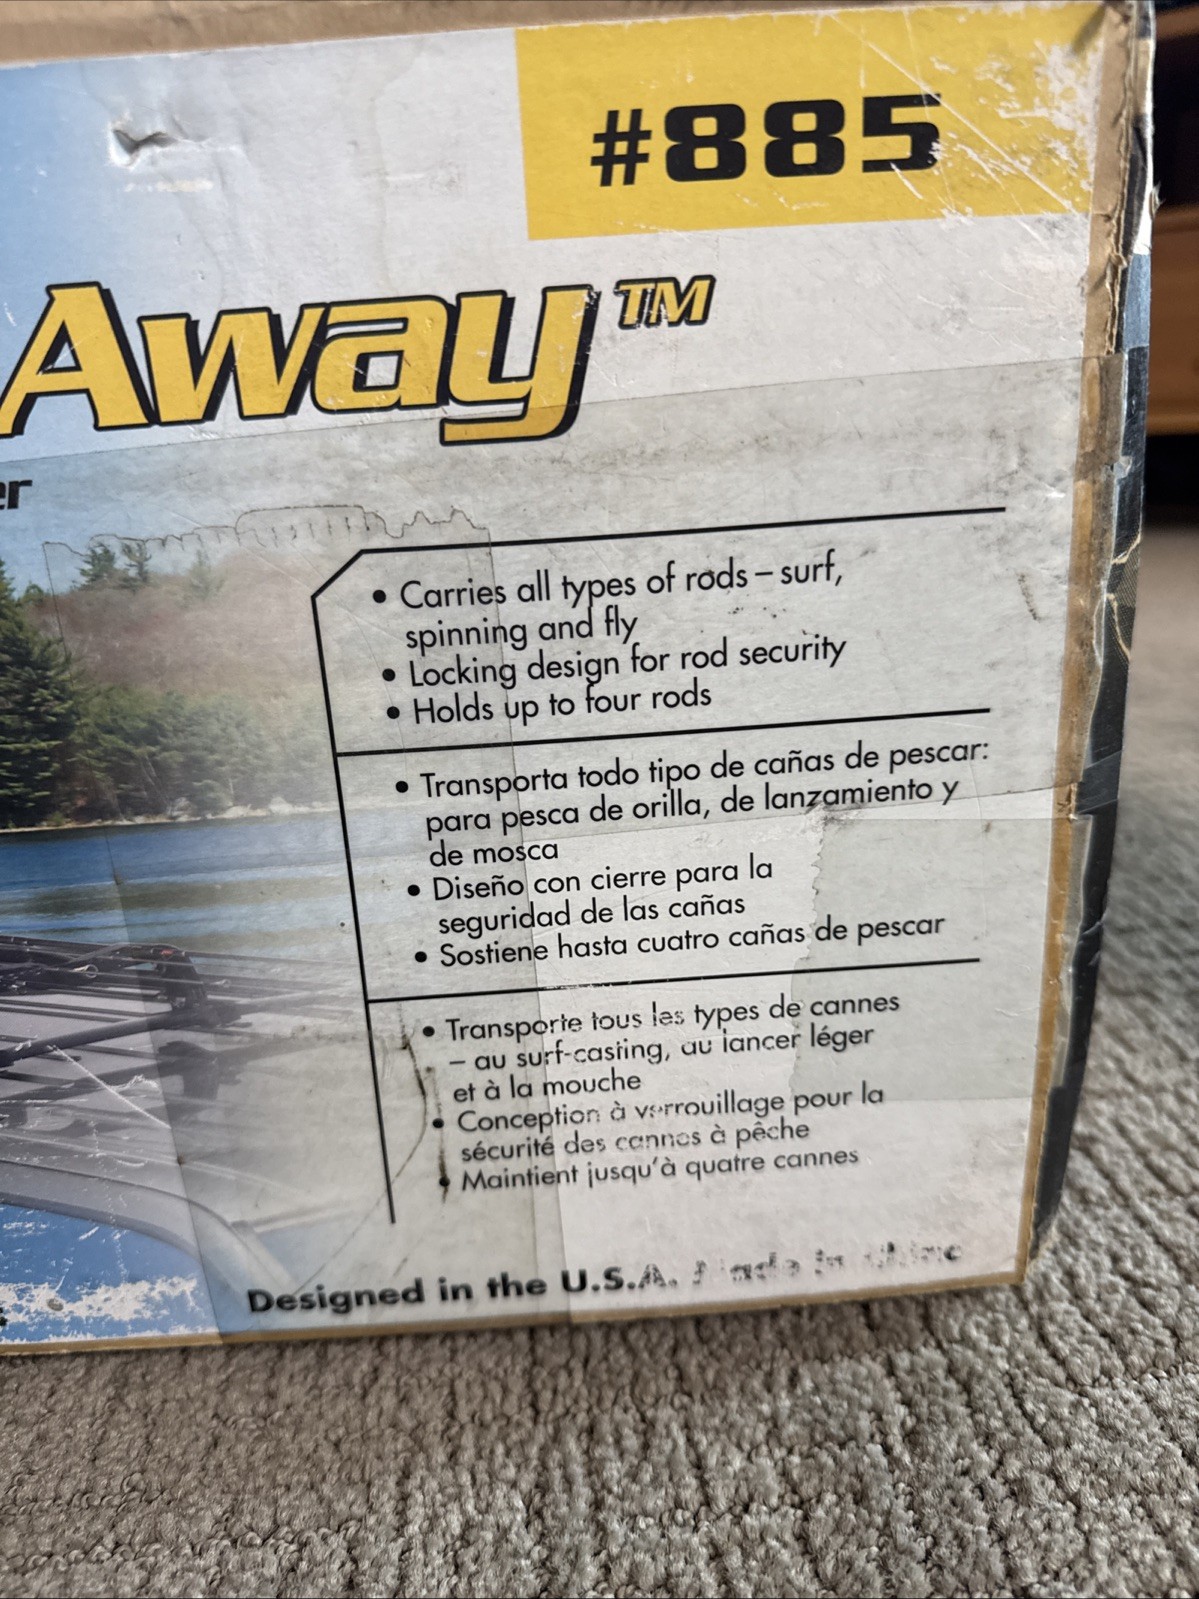 #885
Away™
er
• Carries all types of rods – surf,
spinning and fly
• Locking design for rod security
• Holds up to four rods
• Transporta todo tipo de cañas de pescar:
para pesca de orilla, de lanzamiento y
de mosca
• Diseño con cierre para la
seguridad de las cañas
• Sostiene hasta cuatro cañas de pescar
• Transporte tous les types de cannes
– au surf-casting, au lancer léger
et à la mouche
• Conception à verrouillage pour la
sécurité des cannes à pêche
• Maintient jusqu'à quatre cannes
Designed in the U.S.A. Made in China